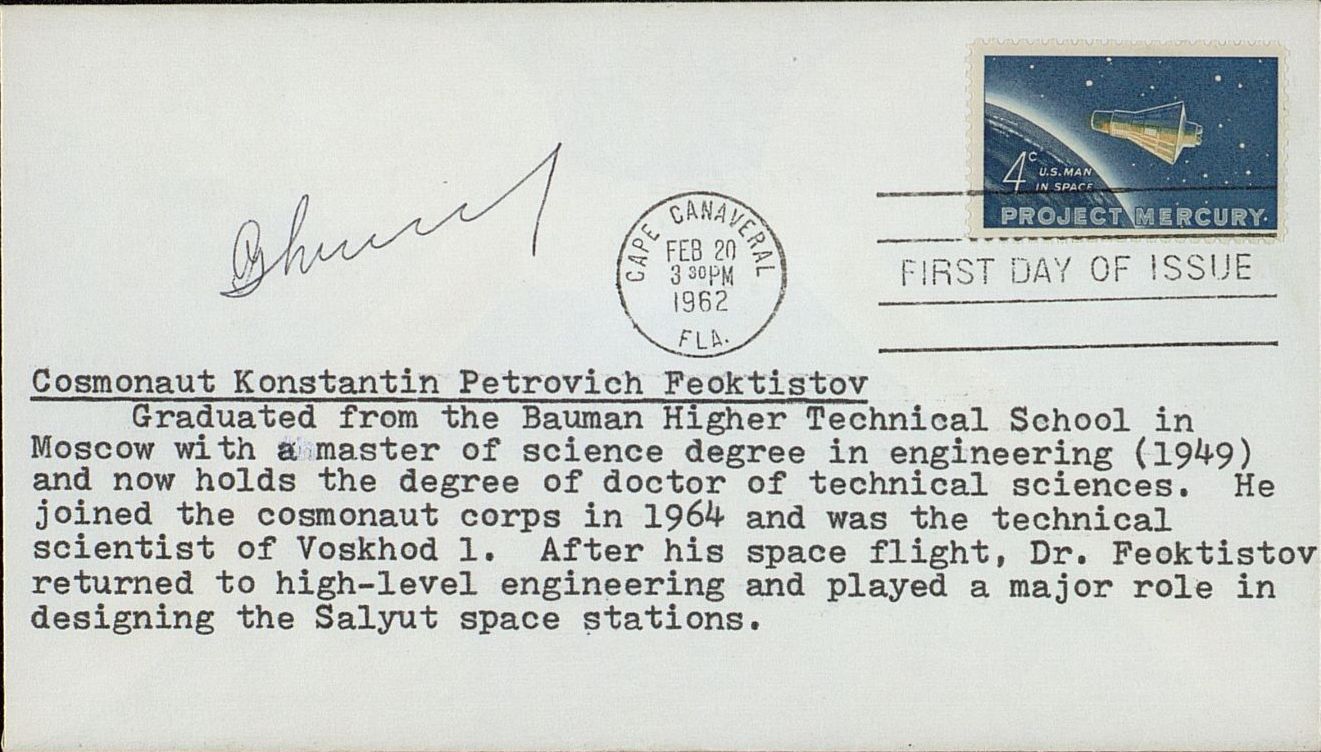 4c U.S. MAN
IN SPACE
PROJECT MERCURY
CAPE CANAVERAL
FEB 20
3 30 PM
1962
FLA.
FIRST DAY OF ISSUE
Cosmonaut Konstantin Petrovich Feoktistov
Graduated from the Bauman Higher Technical School in
Moscow with a master of science degree in engineering (1949)
and now holds the degree of doctor of technical sciences. He
joined the cosmonaut corps in 1964 and was the technical
scientist of Voskhod 1. After his space flight, Dr. Feoktistov
returned to high-level engineering and played a major role in
designing the Salyut space stations.